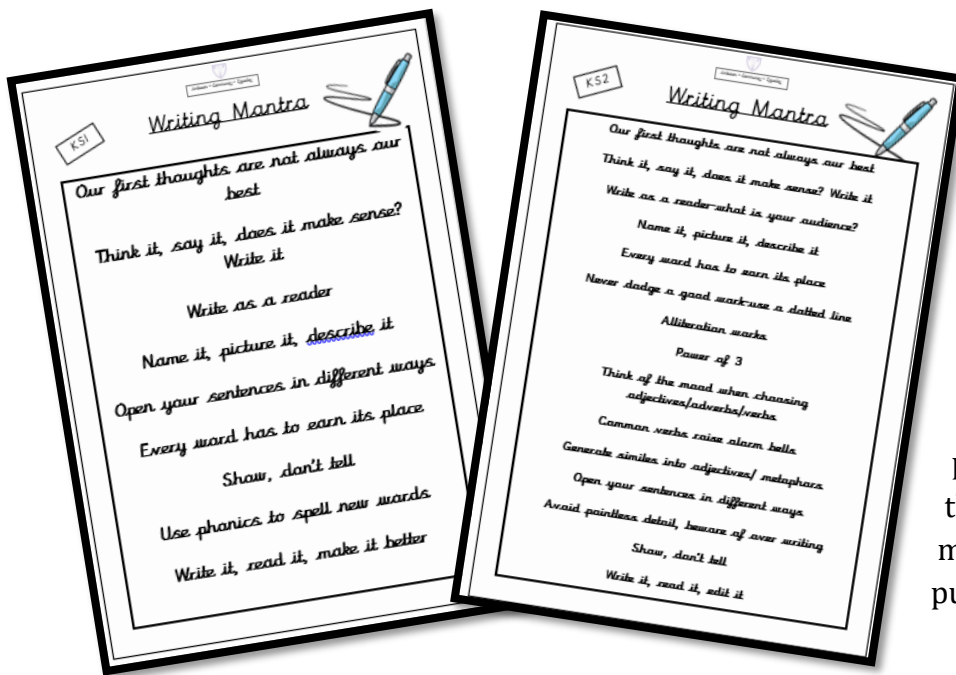 KS1
Writing Mantra
Our first thoughts are not always our
best
Think it, say it, does it make sense?
Write it
Write as a reader
Name it, picture it, describe it
Open your sentences in different ways
Every word has to earn its place
Show, don't tell
Use phonics to spell new words
Write it, read it, make it better
KS2
Writing Mantra
Our first thoughts are not always our best
Think it, say it, does it make sense? Write it
Write as a reader-what is your audience?
Name it, picture it, describe it
Every word has to earn its place
Never dodge a good work-use a dotted line
Alliteration works
Power of 3
Think of the mood when choosing
adjectives/adverbs/verbs
Common verbs raise alarm bells
Generate similes into adjectives/ metaphors
Open your sentences in different ways
Avoid pointless detail, beware of over writing
Show, don't tell
Write it, read it, edit it